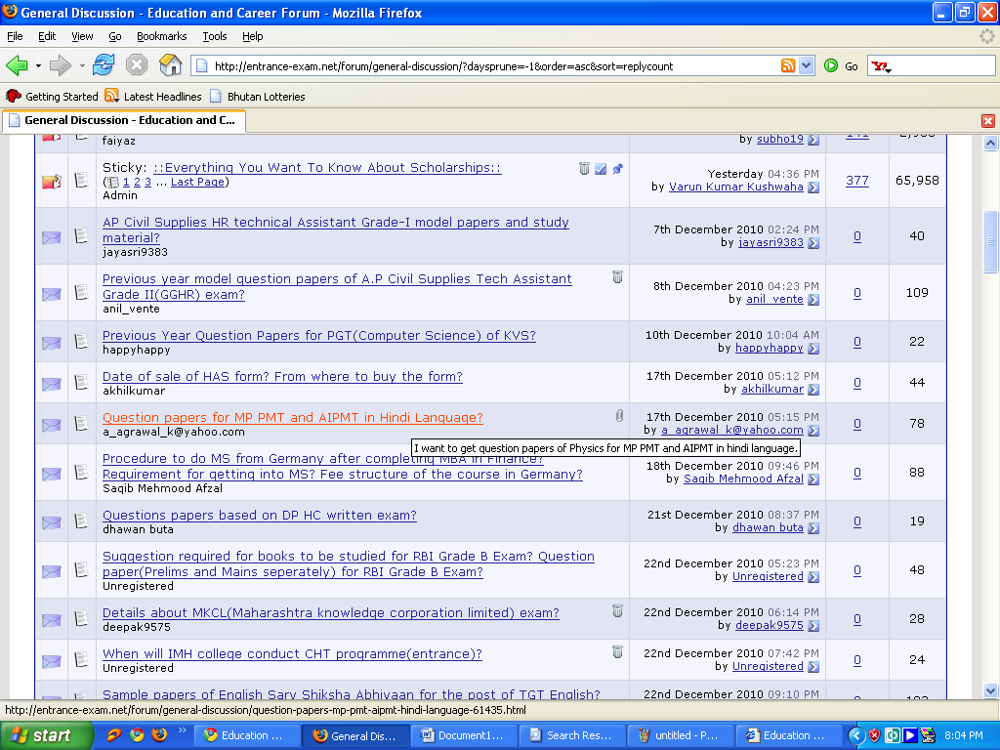 General Discussion - Education and Career Forum - Mozilla Firefox
File Edit View Go Bookmarks Tools Help
http://entrance-exam.net/forum/general-discussion/?daysprune=-1&order=asc&sort=replycount Go
Getting Started Latest Headlines Bhutan Lotteries
General Discussion - Education and C...
faiyaz
by subho19
Sticky: ::Everything You Want To Know About Scholarships::
( 1 2 3 ... Last Page)
Admin
Yesterday 04:36 PM
by Varun Kumar Kushwaha
377
65,958
AP Civil Supplies HR technical Assistant Grade-I model papers and study
material?
jayasri9383
7th December 2010 02:24 PM
by jayasri9383
0
40
Previous year model question papers of A.P Civil Supplies Tech Assistant
Grade II(GGHR) exam?
anil_vente
8th December 2010 04:23 PM
by anil_vente
0
109
Previous Year Question Papers for PGT(Computer Science) of KVS?
happyhappy
10th December 2010 10:04 AM
by happyhappy
0
22
Date of sale of HAS form? From where to buy the form?
akhilkumar
17th December 2010 05:12 PM
by akhilkumar
0
44
Question papers for MP PMT and AIPMT in Hindi Language?
a_agrawal_k@yahoo.com
17th December 2010 05:15 PM
by a_agrawal_k@yahoo.com
0
78
I want to get question papers of Physics for MP PMT and AIPMT in hindi language.
Procedure to do MS from Germany after completing MBA in Finance?
Requirement for getting into MS? Fee structure of the course in Germany?
Saqib Mehmood Afzal
18th December 2010 09:46 PM
by Saqib Mehmood Afzal
0
88
Questions papers based on DP HC written exam?
dhawan buta
21st December 2010 08:37 PM
by dhawan buta
0
19
Suggestion required for books to be studied for RBI Grade B Exam? Question
paper(Prelims and Mains seperately) for RBI Grade B Exam?
Unregistered
22nd December 2010 05:23 PM
by Unregistered
0
48
Details about MKCL(Maharashtra knowledge corporation limited) exam?
deepak9575
22nd December 2010 06:14 PM
by deepak9575
0
28
When will IMH college conduct CHT programme(entrance)?
Unregistered
22nd December 2010 07:42 PM
by Unregistered
0
24
Sample papers of English Sarv Shiksha Abhiyaan for the post of TGT English?
22nd December 2010 09:10 PM
http://entrance-exam.net/forum/general-discussion/question-papers-mp-pmt-aipmt-hindi-language-61435.html
start Education ... General Dis... Document1... Search Res... untitled - P... Education ... 8:04 PM